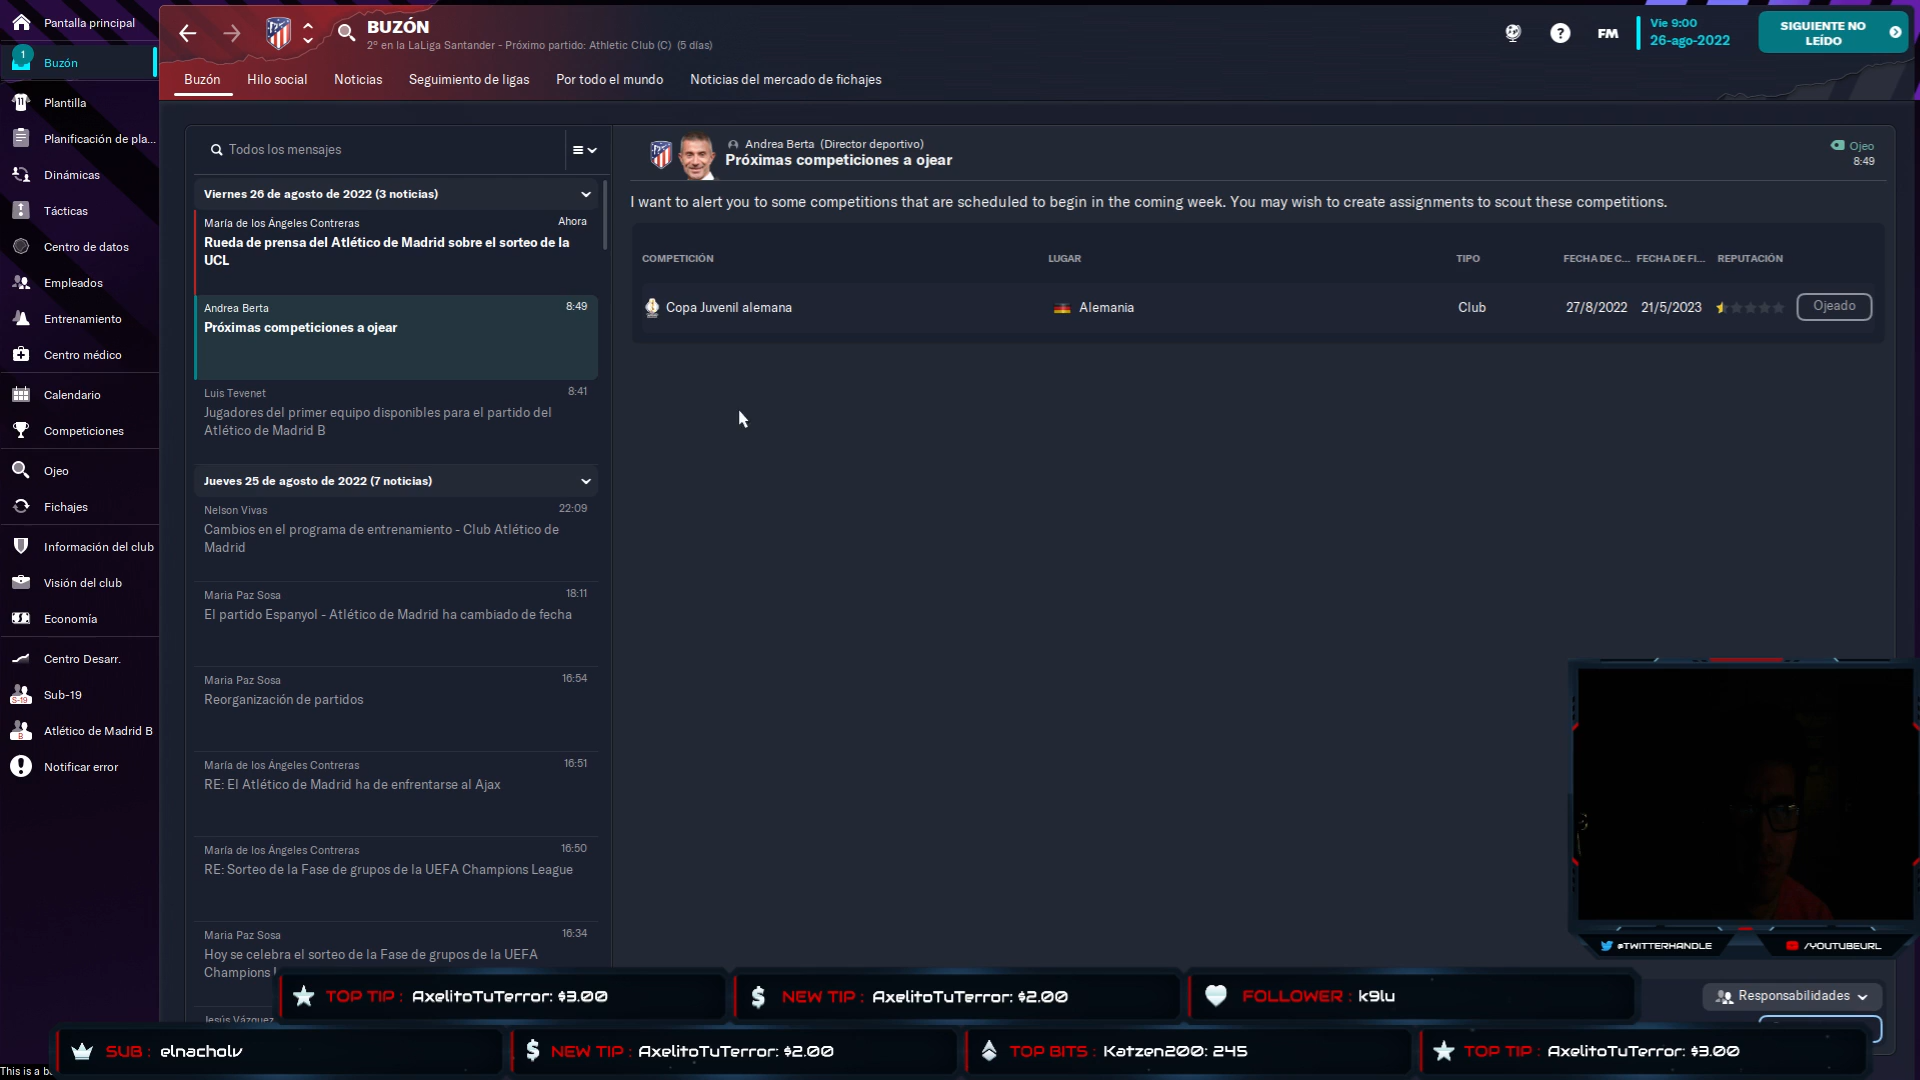 Pantalla principal
1
Buzón
Plantilla
Planificación de pla...
Dinámicas
Tácticas
Centro de datos
Empleados
Entrenamiento
Centro médico
Calendario
Competiciones
Ojeo
Fichajes
Información del club
Visión del club
Economía
Centro Desarr.
Sub-19
Atlético de Madrid B
Notificar error
BUZÓN
2º en la LaLiga Santander - Próximo partido: Athletic Club (C) (5 días)
FM
Vie 9:00
26-ago-2022
SIGUIENTE NO
LEÍDO
Buzón Hilo social Noticias Seguimiento de ligas Por todo el mundo Noticias del mercado de fichajes
Todos los mensajes
Viernes 26 de agosto de 2022 (3 noticias)
María de los Ángeles Contreras Ahora
Rueda de prensa del Atlético de Madrid sobre el sorteo de la
UCL
Andrea Berta 8:49
Próximas competiciones a ojear
Luis Tevenet 8:41
Jugadores del primer equipo disponibles para el partido del
Atlético de Madrid B
Jueves 25 de agosto de 2022 (7 noticias)
Nelson Vivas 22:09
Cambios en el programa de entrenamiento - Club Atlético de
Madrid
Maria Paz Sosa 18:11
El partido Espanyol - Atlético de Madrid ha cambiado de fecha
Maria Paz Sosa 16:54
Reorganización de partidos
María de los Ángeles Contreras 16:51
RE: El Atlético de Madrid ha de enfrentarse al Ajax
María de los Ángeles Contreras 16:50
RE: Sorteo de la Fase de grupos de la UEFA Champions League
Maria Paz Sosa 16:34
Hoy se celebra el sorteo de la Fase de grupos de la UEFA
Champions
Jesús Vázquez
Andrea Berta (Director deportivo)
Próximas competiciones a ojear
Ojeo
8:49
I want to alert you to some competitions that are scheduled to begin in the coming week. You may wish to create assignments to scout these competitions.
COMPETICIÓN LUGAR TIPO FECHA DE C... FECHA DE FI... REPUTACIÓN
Copa Juvenil alemana Alemania Club 27/8/2022 21/5/2023 Ojeado
@TWITTERHANDLE /YOUTUBEURL
Responsabilidades
TOP TIP : AxelitoTuTerror: $3.00
NEW TIP : AxelitoTuTerror: $2.00
FOLLOWER : k9lu
SUB : elnacholv
NEW TIP : AxelitoTuTerror: $2.00
TOP BITS : Katzen200: 245
TOP TIP : AxelitoTuTerror: $3.00
This is a